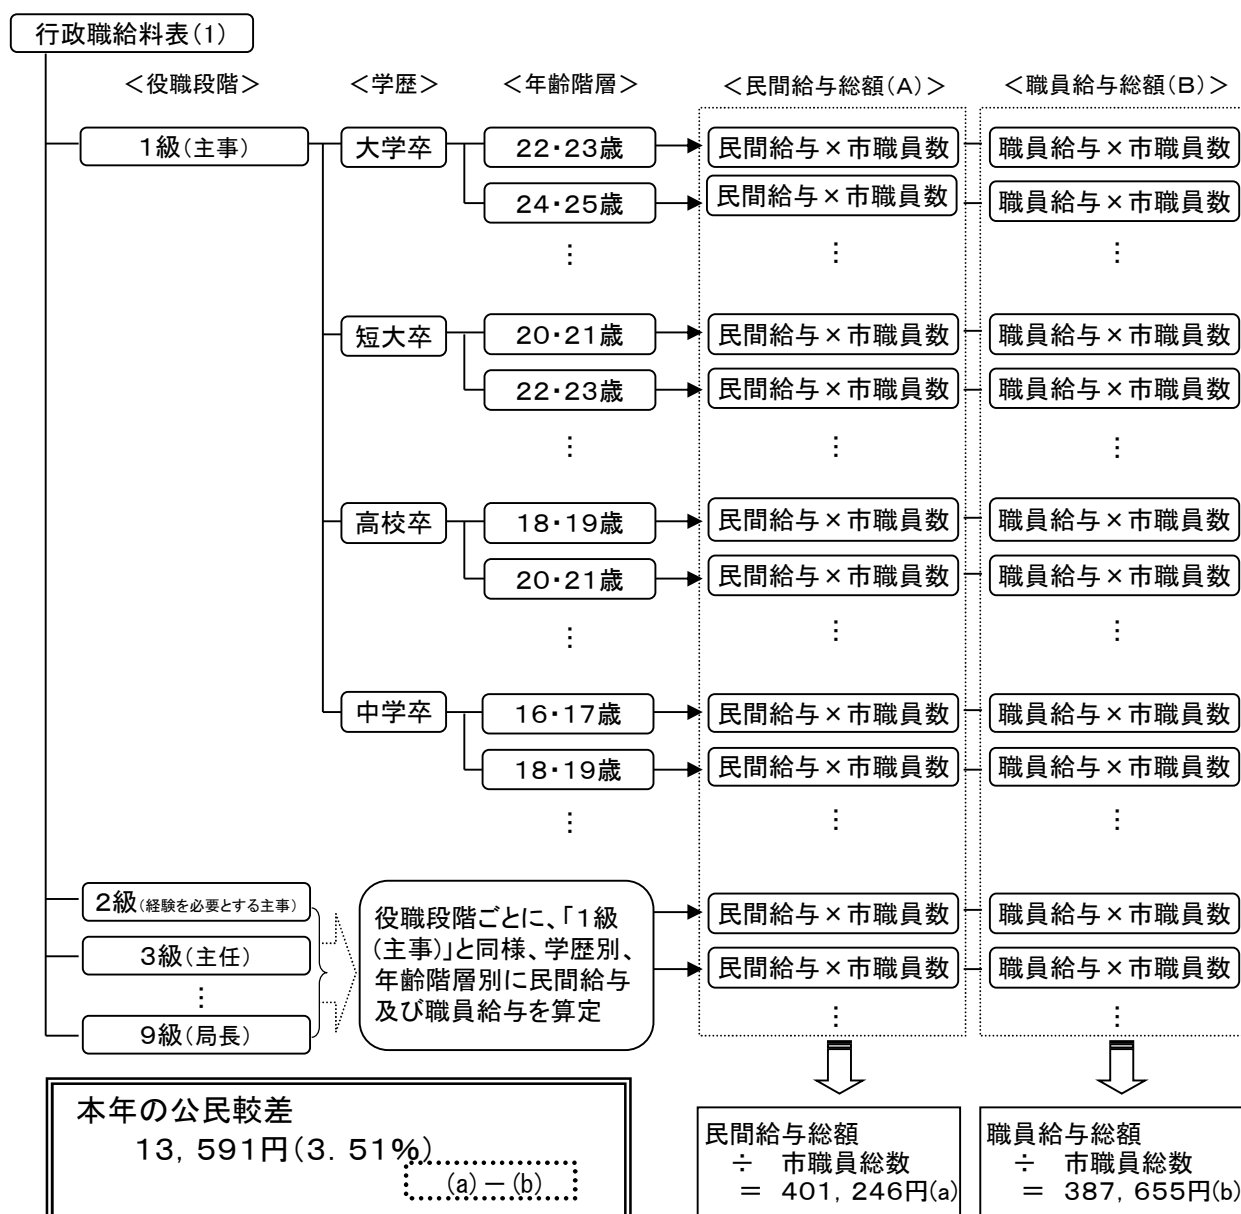 行政職給料表(1)
＜役職段階＞ ＜学歴＞ ＜年齢階層＞ ＜民間給与総額(A)＞ ＜職員給与総額(B)＞
1級(主事) 大学卒 22・23歳 民間給与×市職員数 職員給与×市職員数
24・25歳 民間給与×市職員数 職員給与×市職員数
⋮ ⋮ ⋮
短大卒 20・21歳 民間給与×市職員数 職員給与×市職員数
22・23歳 民間給与×市職員数 職員給与×市職員数
⋮ ⋮ ⋮
高校卒 18・19歳 民間給与×市職員数 職員給与×市職員数
20・21歳 民間給与×市職員数 職員給与×市職員数
⋮ ⋮ ⋮
中学卒 16・17歳 民間給与×市職員数 職員給与×市職員数
18・19歳 民間給与×市職員数 職員給与×市職員数
⋮ ⋮ ⋮
2級(経験を必要とする主事)
3級(主任)
⋮
9級(局長)
役職段階ごとに、「1級
(主事)」と同様、学歴別、
年齢階層別に民間給与
及び職員給与を算定
民間給与×市職員数 職員給与×市職員数
民間給与×市職員数 職員給与×市職員数
⋮ ⋮
本年の公民較差
13,591円(3.51%)
(a)－(b)
民間給与総額
÷ 市職員総数
＝ 401,246円(a)
職員給与総額
÷ 市職員総数
＝ 387,655円(b)